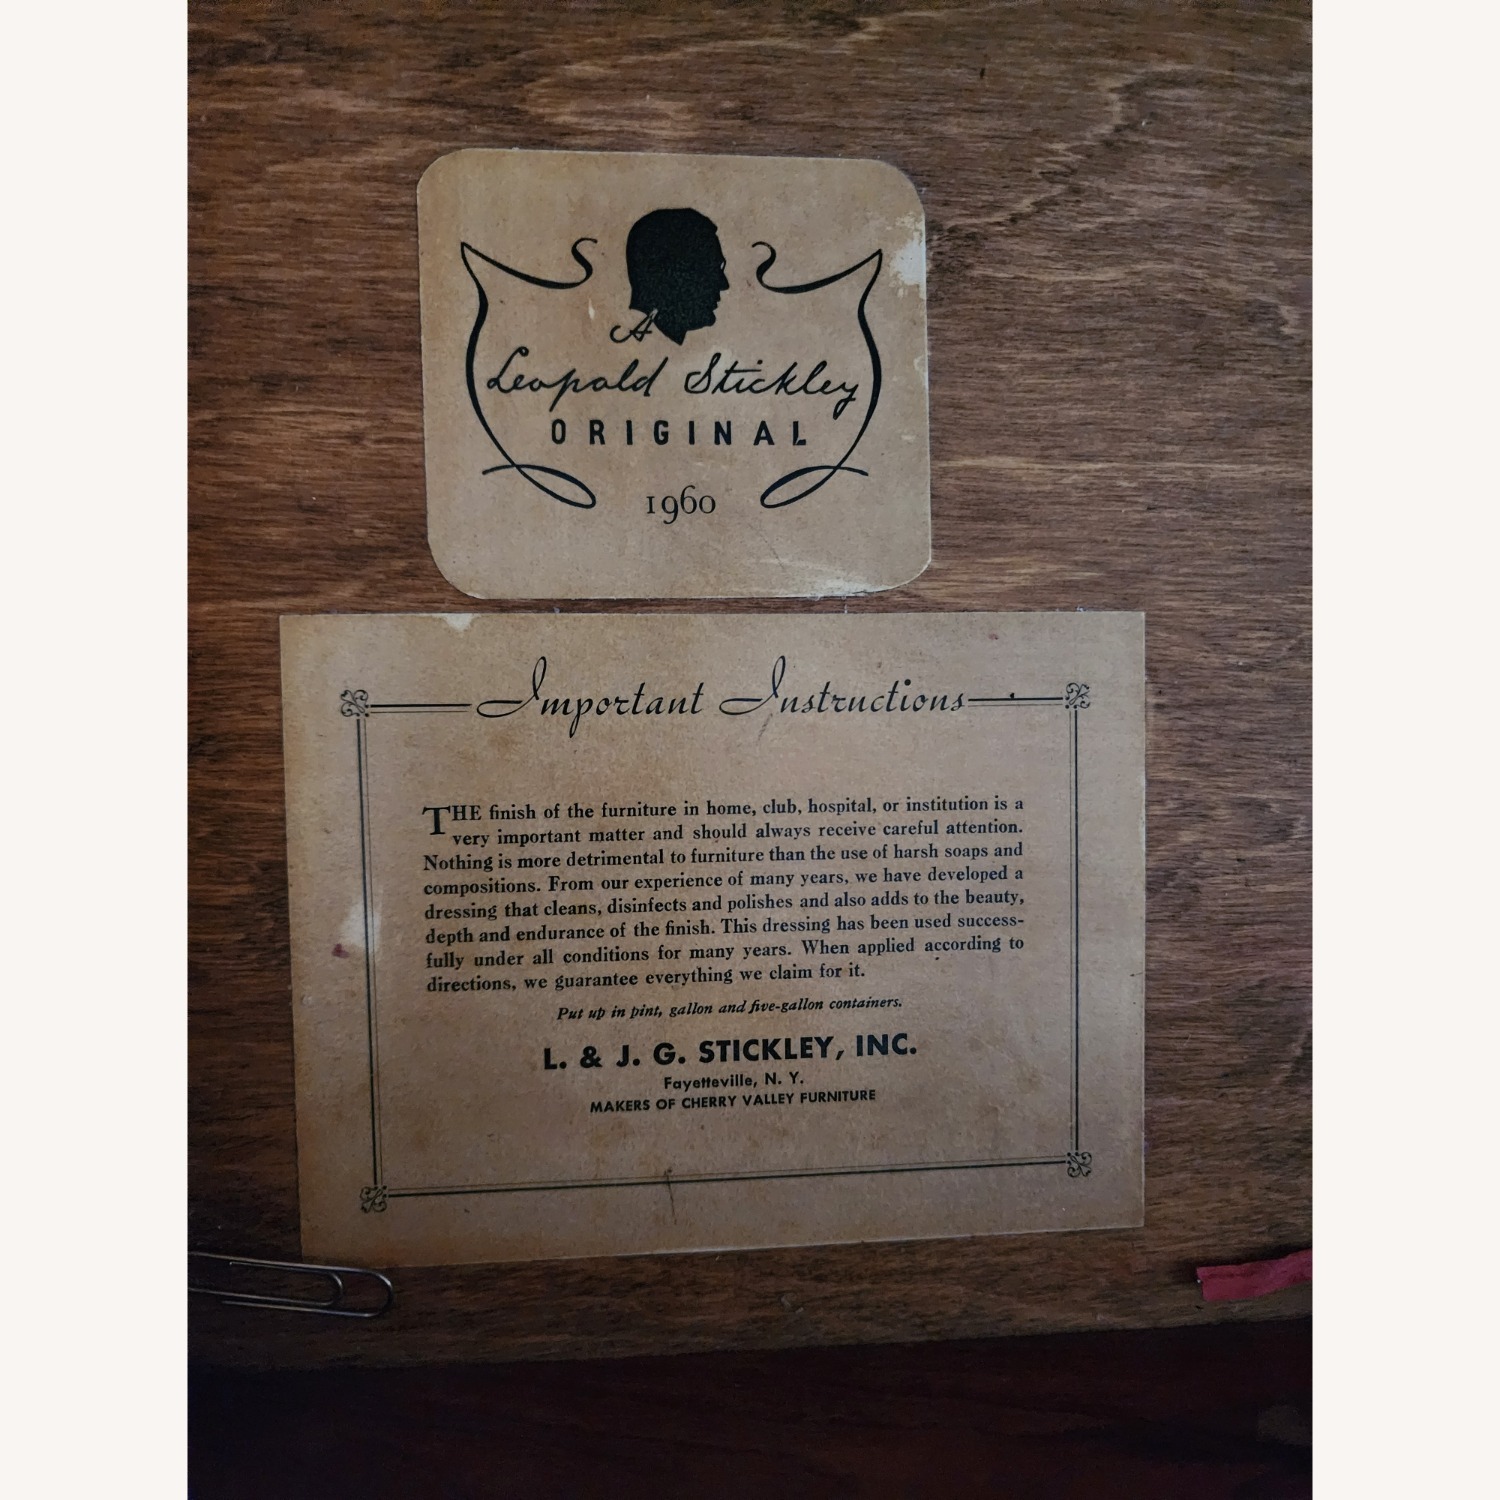 A
Leopold Stickley
ORIGINAL
1960
Important Instructions
THE finish of the furniture in home, club, hospital, or institution is a
very important matter and should always receive careful attention.
Nothing is more detrimental to furniture than the use of harsh soaps and
compositions. From our experience of many years, we have developed a
dressing that cleans, disinfects and polishes and also adds to the beauty,
depth and endurance of the finish. This dressing has been used success-
fully under all conditions for many years. When applied according to
directions, we guarantee everything we claim for it.
Put up in pint, gallon and five-gallon containers.
L. & J. G. STICKLEY, INC.
Fayetteville, N. Y.
MAKERS OF CHERRY VALLEY FURNITURE